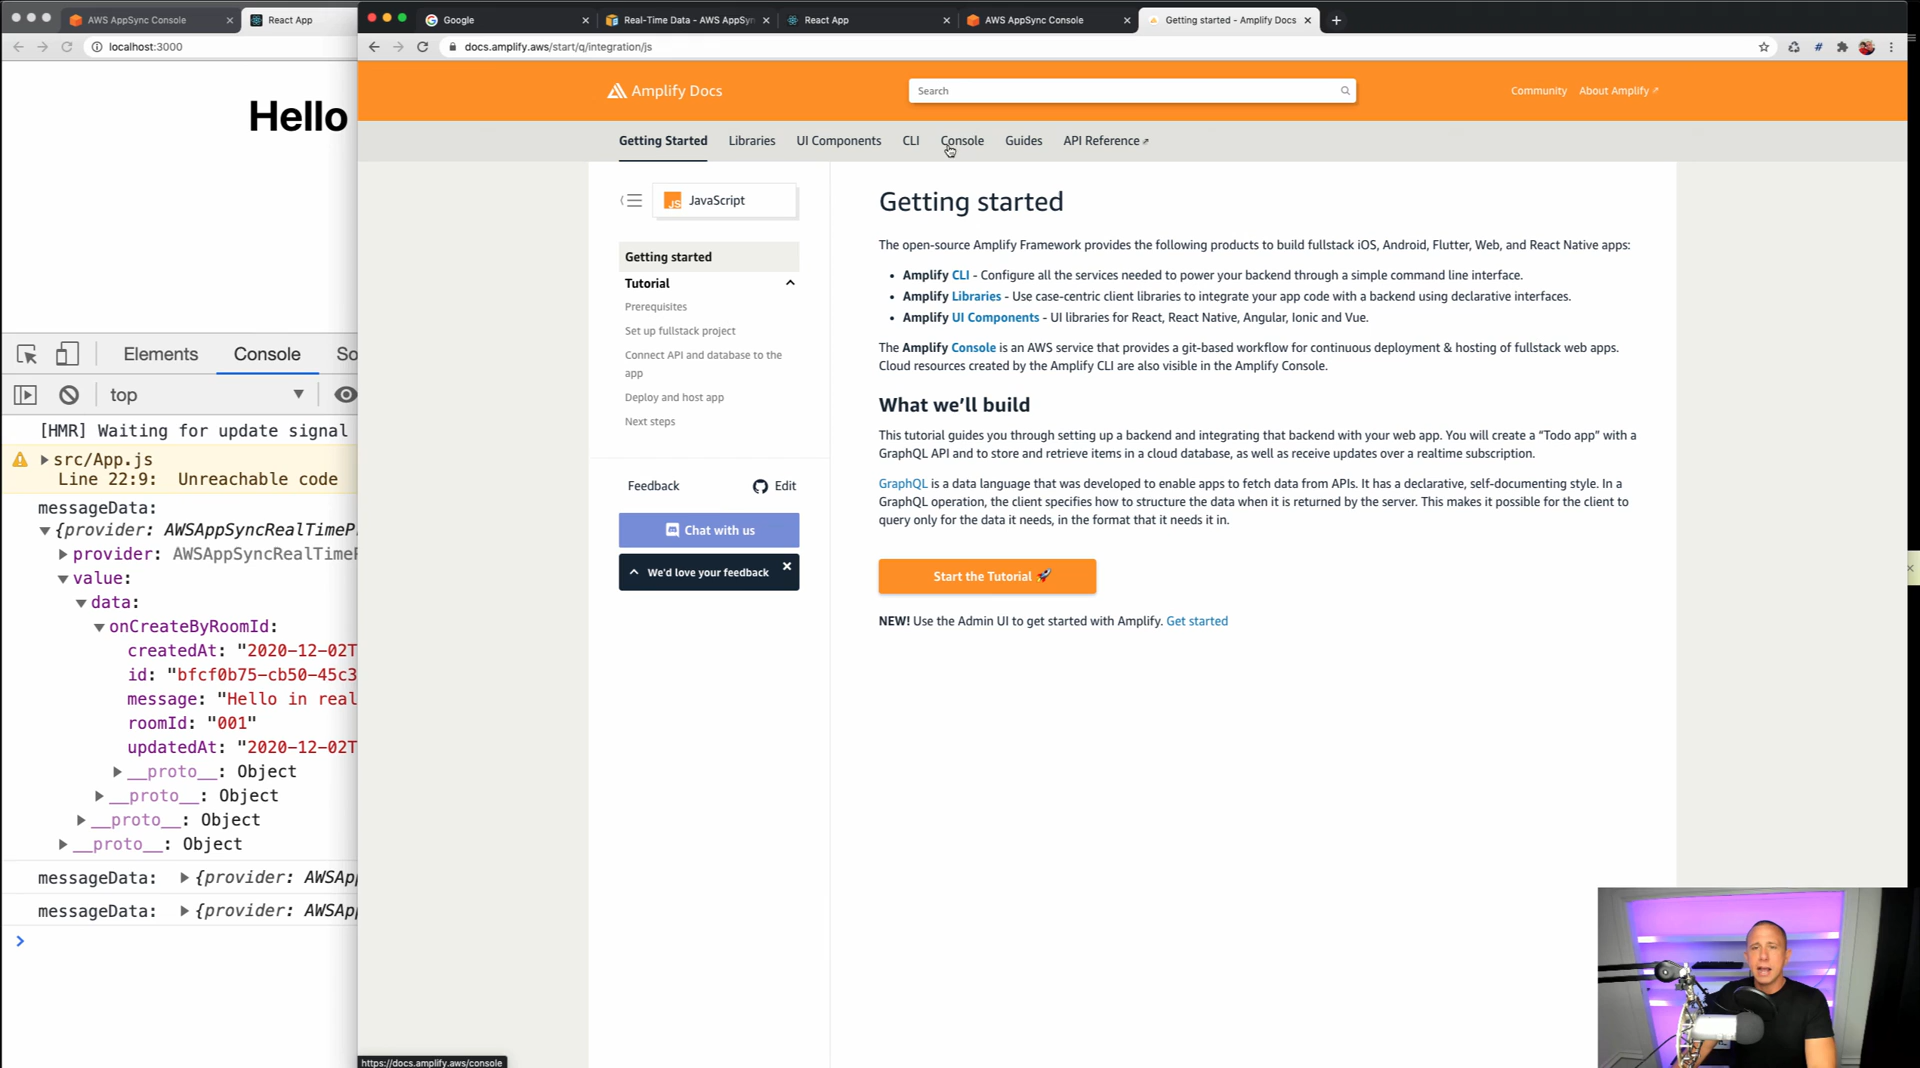 AWS AppSync Console
React App
localhost:3000
Hello
Elements
Console
So
top
[HMR] Waiting for update signal
src/App.js
Line 22:9: Unreachable code
messageData:
{provider: AWSAppSyncRealTimeP
provider: AWSAppSyncRealTimeP
value:
data:
onCreateByRoomId:
createdAt: "2020-12-02T
id: "bfcf0b75-cb50-45c3
message: "Hello in real
roomId: "001"
updatedAt: "2020-12-02T
__proto__: Object
__proto__: Object
__proto__: Object
__proto__: Object
messageData: {provider: AWSApp
messageData: {provider: AWSApp
Google
Real-Time Data - AWS AppSyn
React App
AWS AppSync Console
Getting started - Amplify Docs
docs.amplify.aws/start/q/integration/js
Amplify Docs
Search
Community
About Amplify
Getting Started
Libraries
UI Components
CLI
Console
Guides
API Reference
JS
JavaScript
Getting started
Tutorial
Prerequisites
Set up fullstack project
Connect API and database to the
app
Deploy and host app
Next steps
Feedback
Edit
Chat with us
We'd love your feedback
Getting started
The open-source Amplify Framework provides the following products to build fullstack iOS, Android, Flutter, Web, and React Native apps:
• Amplify CLI - Configure all the services needed to power your backend through a simple command line interface.
• Amplify Libraries - Use case-centric client libraries to integrate your app code with a backend using declarative interfaces.
• Amplify UI Components - UI libraries for React, React Native, Angular, Ionic and Vue.
The Amplify Console is an AWS service that provides a git-based workflow for continuous deployment & hosting of fullstack web apps.
Cloud resources created by the Amplify CLI are also visible in the Amplify Console.
What we'll build
This tutorial guides you through setting up a backend and integrating that backend with your web app. You will create a “Todo app” with a
GraphQL API and to store and retrieve items in a cloud database, as well as receive updates over a realtime subscription.
GraphQL is a data language that was developed to enable apps to fetch data from APIs. It has a declarative, self-documenting style. In a
GraphQL operation, the client specifies how to structure the data when it is returned by the server. This makes it possible for the client to
query only for the data it needs, in the format that it needs it in.
Start the Tutorial 🚀
NEW! Use the Admin UI to get started with Amplify. Get started
https://docs.amplify.aws/console